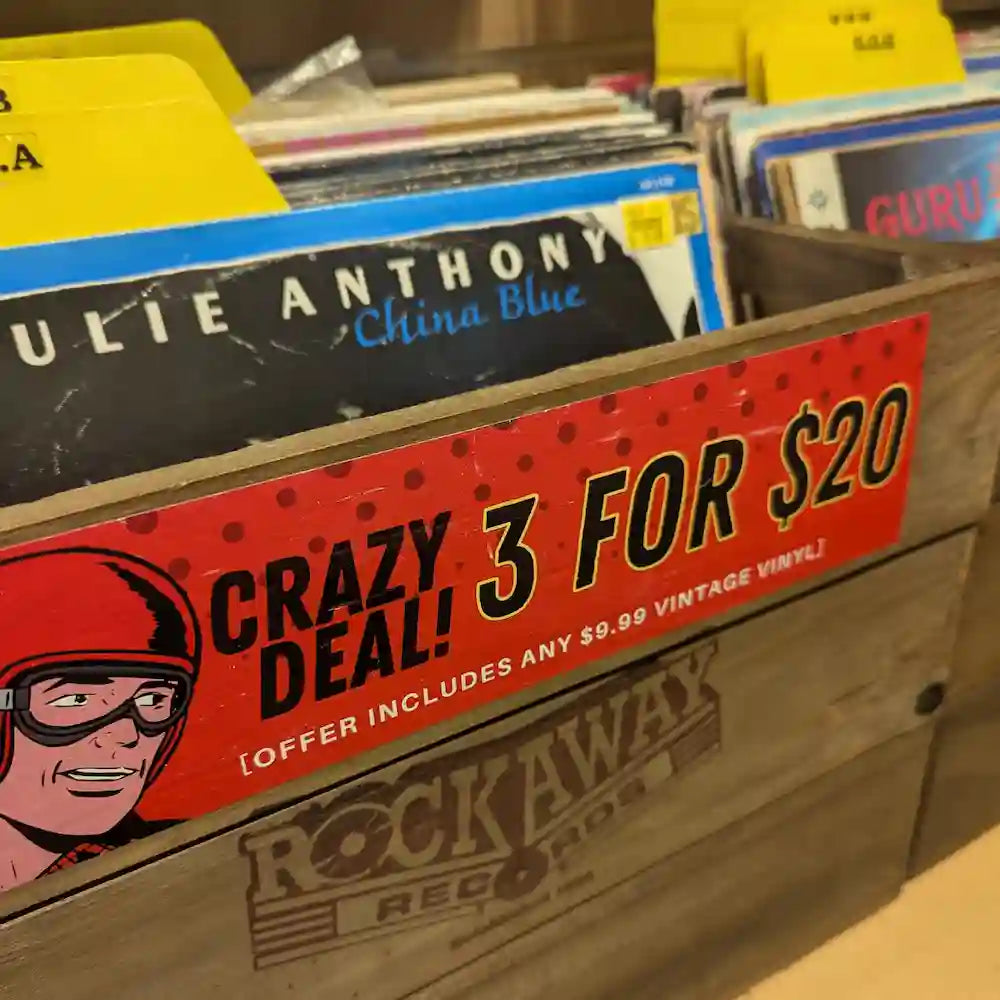 B
.A
ULIE ANTHONY
China Blue
GURU
CRAZY
DEAL!
3 FOR $20
[OFFER INCLUDES ANY $9.99 VINTAGE VINYL]
ROCKAWAY
RECORDS